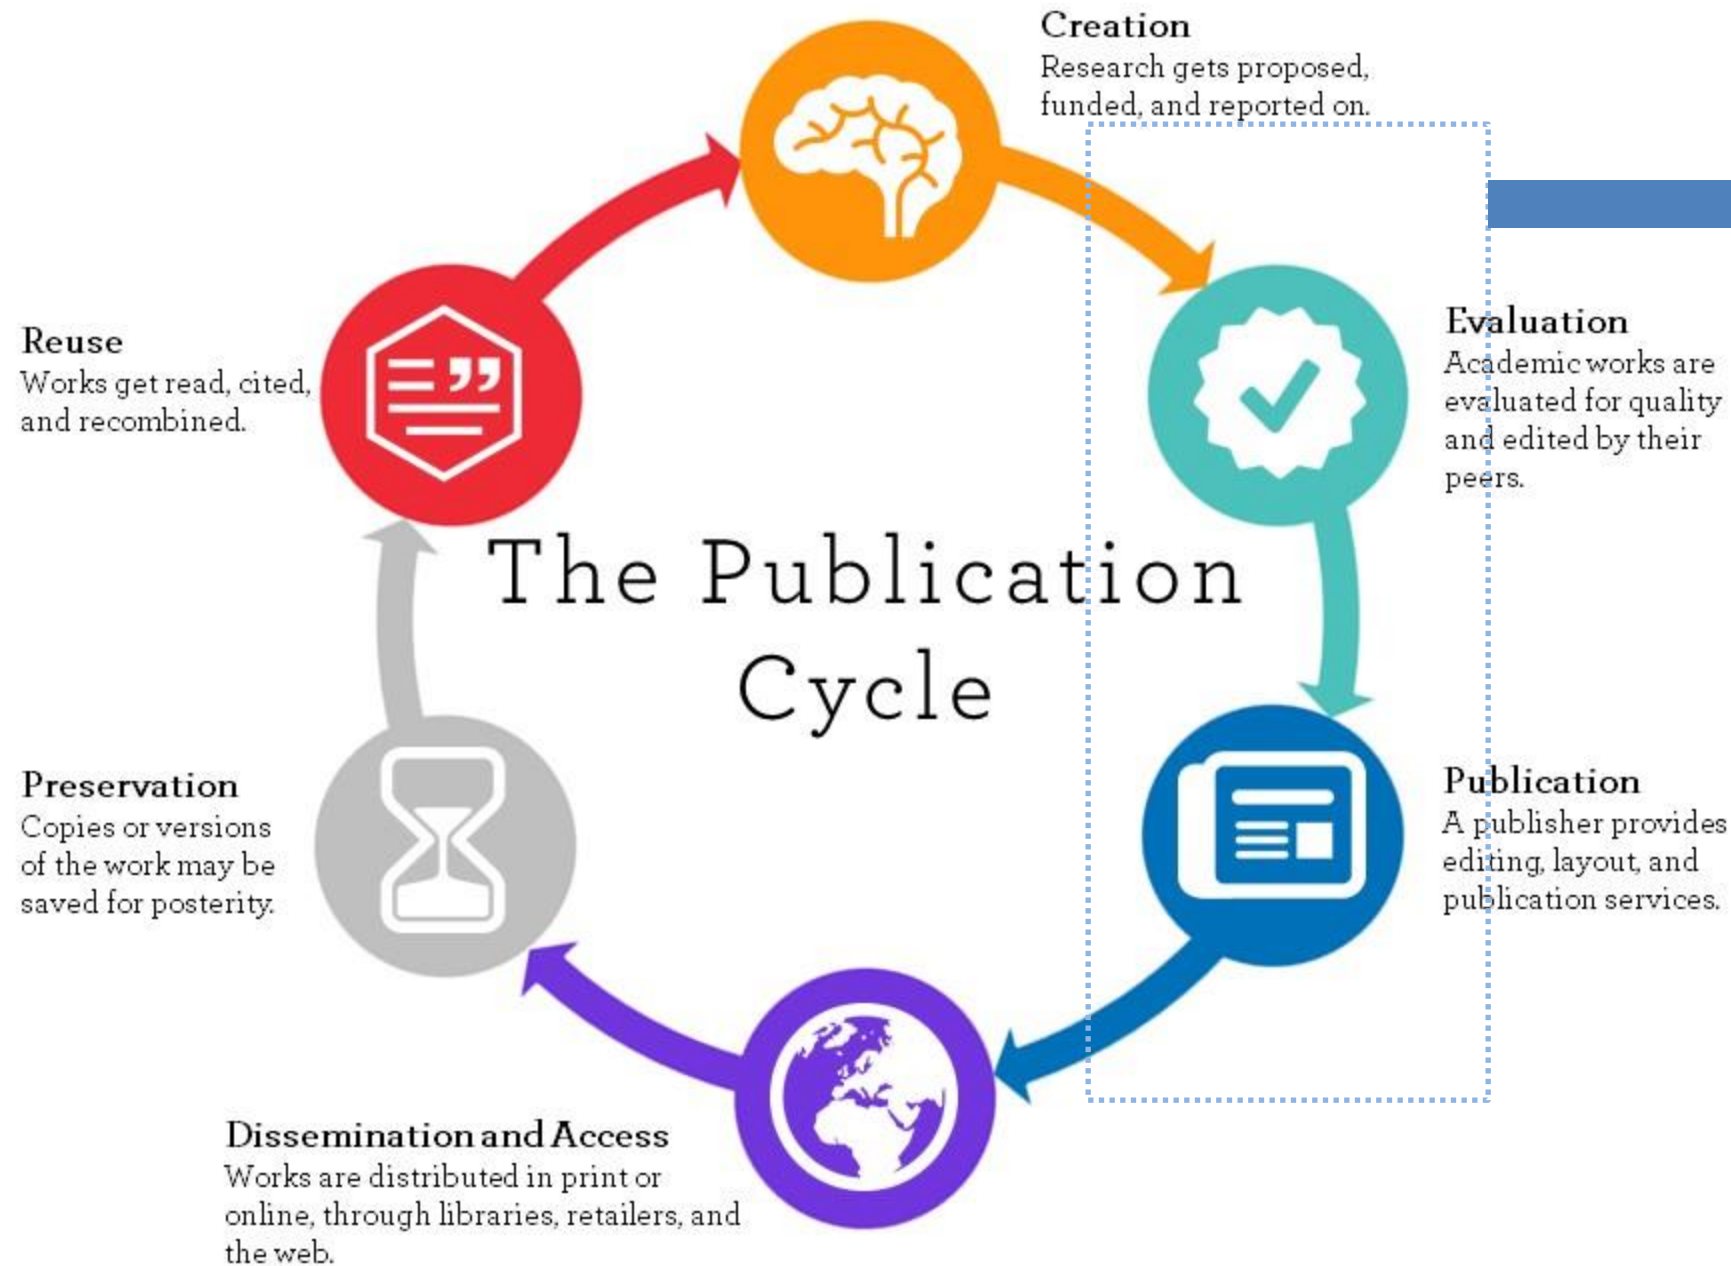 Creation
Research gets proposed,
funded, and reported on.
Evaluation
Academic works are
evaluated for quality
and edited by their
peers.
Publication
A publisher provides
editing, layout, and
publication services.
Dissemination and Access
Works are distributed in print or
online, through libraries, retailers, and
the web.
Preservation
Copies or versions
of the work may be
saved for posterity.
Reuse
Works get read, cited,
and recombined.
The Publication
Cycle